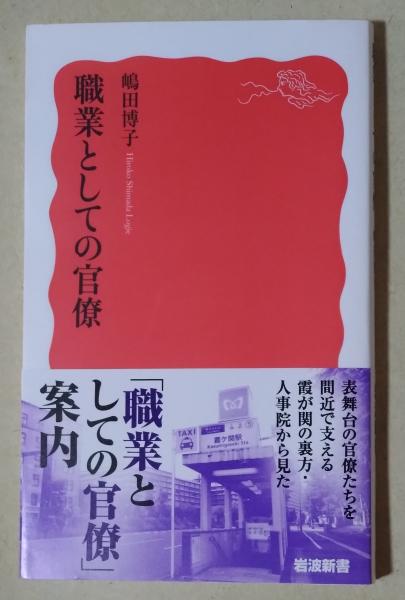 職業としての官僚
嶋田博子
Hiroko Shimada Logie
表舞台の官僚たちを
間近で支える
霞が関の裏方・
人事院から見た
「職業と
しての官僚」
案内
TAXI
霞ケ関駅
Kasumigaseki Sta.
岩波新書